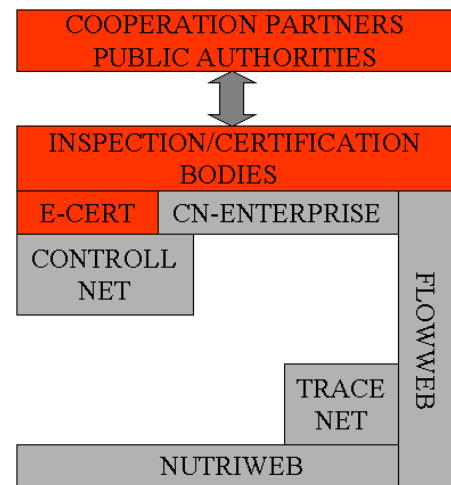 COOPERATION PARTNERS
PUBLIC AUTHORITIES
INSPECTION/CERTIFICATION
BODIES
E-CERT
CN-ENTERPRISE
CONTROLL
NET
FLOWWEB
TRACE
NET
NUTRIWEB